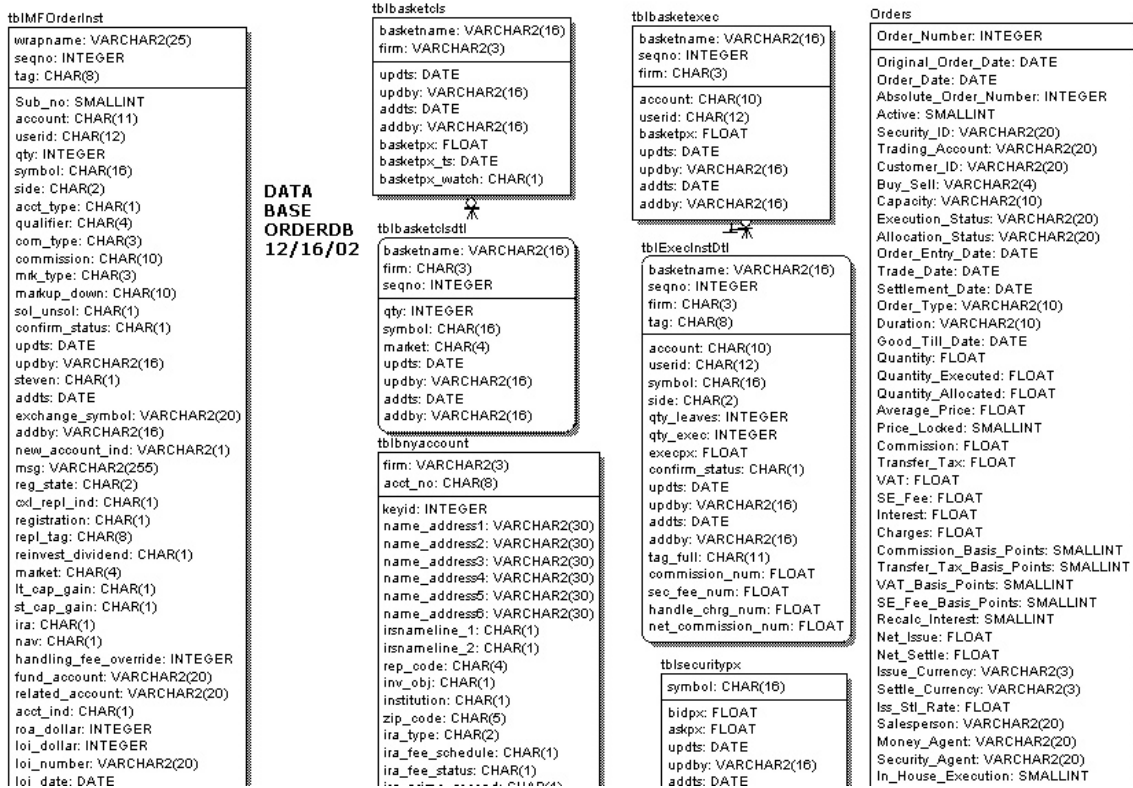 tblMFOrderInst
wrapname: VARCHAR2(25)
seqno: INTEGER
tag: CHAR(8)
Sub_no: SMALLINT
account: CHAR(11)
userid: CHAR(12)
qty: INTEGER
symbol: CHAR(16)
side: CHAR(2)
acct_type: CHAR(1)
qualifier: CHAR(4)
com_type: CHAR(3)
commission: CHAR(10)
mrk_type: CHAR(3)
markup_down: CHAR(10)
sol_unsol: CHAR(1)
confirm_status: CHAR(1)
updts: DATE
updby: VARCHAR2(16)
steven: CHAR(1)
addts: DATE
exchange_symbol: VARCHAR2(20)
addby: VARCHAR2(16)
new_account_ind: VARCHAR2(1)
msg: VARCHAR2(255)
reg_state: CHAR(2)
cxl_repl_ind: CHAR(1)
registration: CHAR(1)
repl_tag: CHAR(8)
reinvest_dividend: CHAR(1)
market: CHAR(4)
lt_cap_gain: CHAR(1)
st_cap_gain: CHAR(1)
ira: CHAR(1)
nav: CHAR(1)
handling_fee_override: INTEGER
fund_account: VARCHAR2(20)
related_account: VARCHAR2(20)
acct_ind: CHAR(1)
roa_dollar: INTEGER
loi_dollar: INTEGER
loi_number: VARCHAR2(20)
loi_date: DATE
DATA
BASE
ORDERDB
12/16/02
tblbasketcls
basketname: VARCHAR2(16)
firm: VARCHAR2(3)
updts: DATE
updby: VARCHAR2(16)
addts: DATE
addby: VARCHAR2(16)
basketpx: FLOAT
basketpx_ts: DATE
basketpx_watch: CHAR(1)
tblbasketclsdtl
basketname: VARCHAR2(16)
firm: CHAR(3)
seqno: INTEGER
qty: INTEGER
symbol: CHAR(16)
market: CHAR(4)
updts: DATE
updby: VARCHAR2(16)
addts: DATE
addby: VARCHAR2(16)
tblbnyaccount
firm: VARCHAR2(3)
acct_no: CHAR(8)
keyid: INTEGER
name_address1: VARCHAR2(30)
name_address2: VARCHAR2(30)
name_address3: VARCHAR2(30)
name_address4: VARCHAR2(30)
name_address5: VARCHAR2(30)
name_address6: VARCHAR2(30)
irsnameline_1: CHAR(1)
irsnameline_2: CHAR(1)
rep_code: CHAR(4)
inv_obj: CHAR(1)
institution: CHAR(1)
zip_code: CHAR(5)
ira_type: CHAR(2)
ira_fee_schedule: CHAR(1)
ira_fee_status: CHAR(1)
tblbasketexec
basketname: VARCHAR2(16)
seqno: INTEGER
firm: CHAR(3)
account: CHAR(10)
userid: CHAR(12)
basketpx: FLOAT
updts: DATE
updby: VARCHAR2(16)
addts: DATE
addby: VARCHAR2(16)
tblExecInstDtl
basketname: VARCHAR2(16)
seqno: INTEGER
firm: CHAR(3)
tag: CHAR(8)
account: CHAR(10)
userid: CHAR(12)
symbol: CHAR(16)
side: CHAR(2)
qty_leaves: INTEGER
qty_exec: INTEGER
execpx: FLOAT
confirm_status: CHAR(1)
updts: DATE
updby: VARCHAR2(16)
addts: DATE
addby: VARCHAR2(16)
tag_full: CHAR(11)
commission_num: FLOAT
sec_fee_num: FLOAT
handle_chrg_num: FLOAT
net_commission_num: FLOAT
tblsecuritypx
symbol: CHAR(16)
bidpx: FLOAT
askpx: FLOAT
updts: DATE
updby: VARCHAR2(16)
addts: DATE
Orders
Order_Number: INTEGER
Original_Order_Date: DATE
Order_Date: DATE
Absolute_Order_Number: INTEGER
Active: SMALLINT
Security_ID: VARCHAR2(20)
Trading_Account: VARCHAR2(20)
Customer_ID: VARCHAR2(20)
Buy_Sell: VARCHAR2(4)
Capacity: VARCHAR2(10)
Execution_Status: VARCHAR2(20)
Allocation_Status: VARCHAR2(20)
Order_Entry_Date: DATE
Trade_Date: DATE
Settlement_Date: DATE
Order_Type: VARCHAR2(10)
Duration: VARCHAR2(10)
Good_Till_Date: DATE
Quantity: FLOAT
Quantity_Executed: FLOAT
Quantity_Allocated: FLOAT
Average_Price: FLOAT
Price_Locked: SMALLINT
Commission: FLOAT
Transfer_Tax: FLOAT
VAT: FLOAT
SE_Fee: FLOAT
Interest: FLOAT
Charges: FLOAT
Commission_Basis_Points: SMALLINT
Transfer_Tax_Basis_Points: SMALLINT
VAT_Basis_Points: SMALLINT
SE_Fee_Basis_Points: SMALLINT
Recalc_Interest: SMALLINT
Net_Issue: FLOAT
Net_Settle: FLOAT
Issue_Currency: VARCHAR2(3)
Settle_Currency: VARCHAR2(3)
Iss_Stl_Rate: FLOAT
Salesperson: VARCHAR2(20)
Money_Agent: VARCHAR2(20)
Security_Agent: VARCHAR2(20)
In_House_Execution: SMALLINT